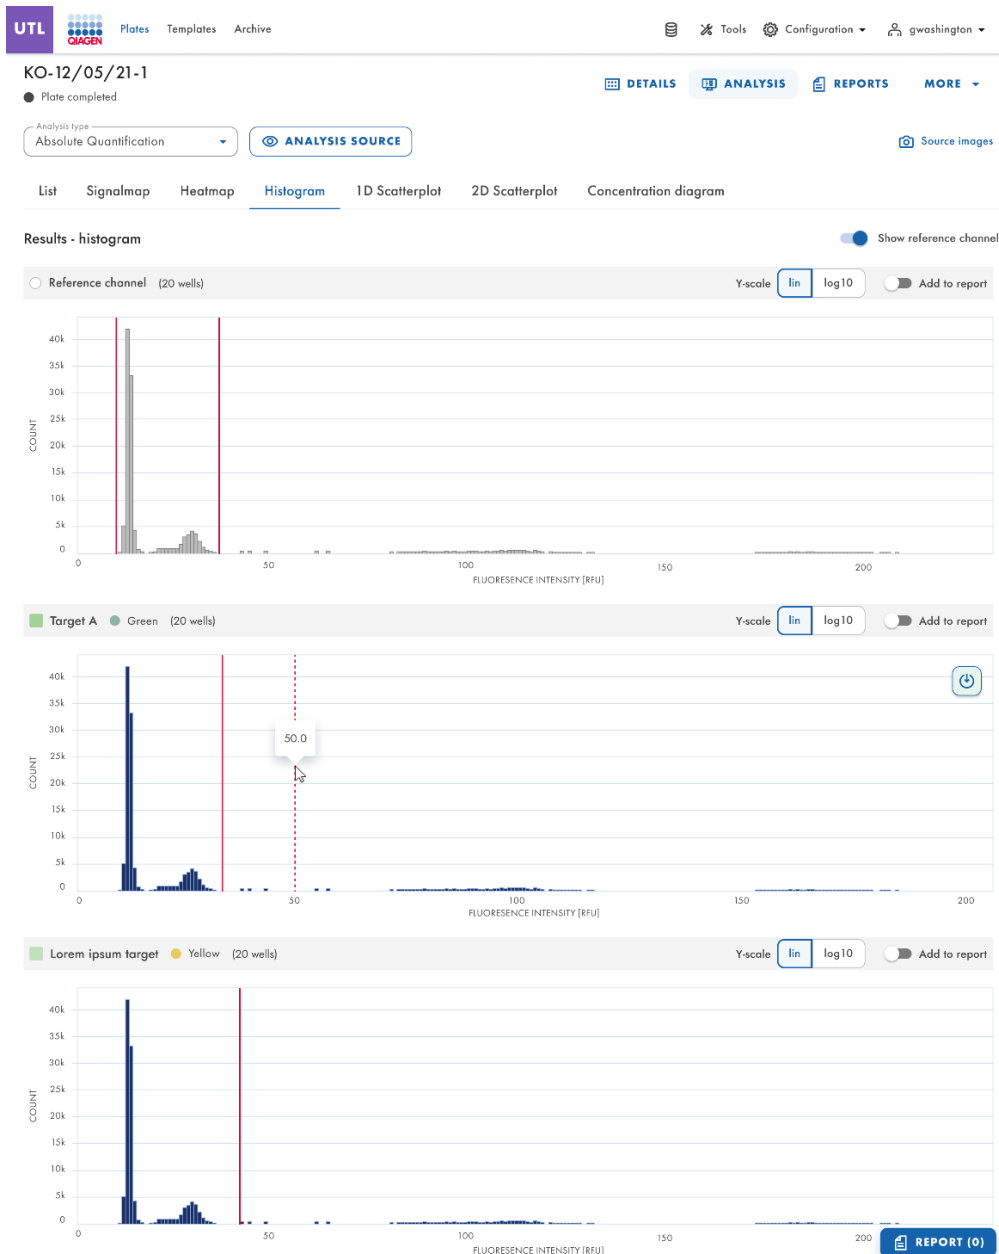 UTL QIAGEN Plates Templates Archive Tools Configuration gwashington
KO-12/05/21-1
Plate completed
DETAILS ANALYSIS REPORTS MORE
Analysis type
Absolute Quantification ANALYSIS SOURCE Source images
List Signalmap Heatmap Histogram 1D Scatterplot 2D Scatterplot Concentration diagram
Results - histogram Show reference channel
Reference channel (20 wells) Y-scale lin log10 Add to report
40k
35k
30k
25k
20k
15k
10k
5k
0
COUNT
0 50 100 150 200
FLUORESENCE INTENSITY [RFU]
Target A Green (20 wells) Y-scale lin log10 Add to report
40k
35k
30k
25k
20k
15k
10k
5k
0
COUNT
50.0
0 50 100 150 200
FLUORESENCE INTENSITY [RFU]
Lorem ipsum target Yellow (20 wells) Y-scale lin log10 Add to report
40k
35k
30k
25k
20k
15k
10k
5k
0
COUNT
0 50 100 150 200
FLUORESENCE INTENSITY [RFU]
REPORT (0)